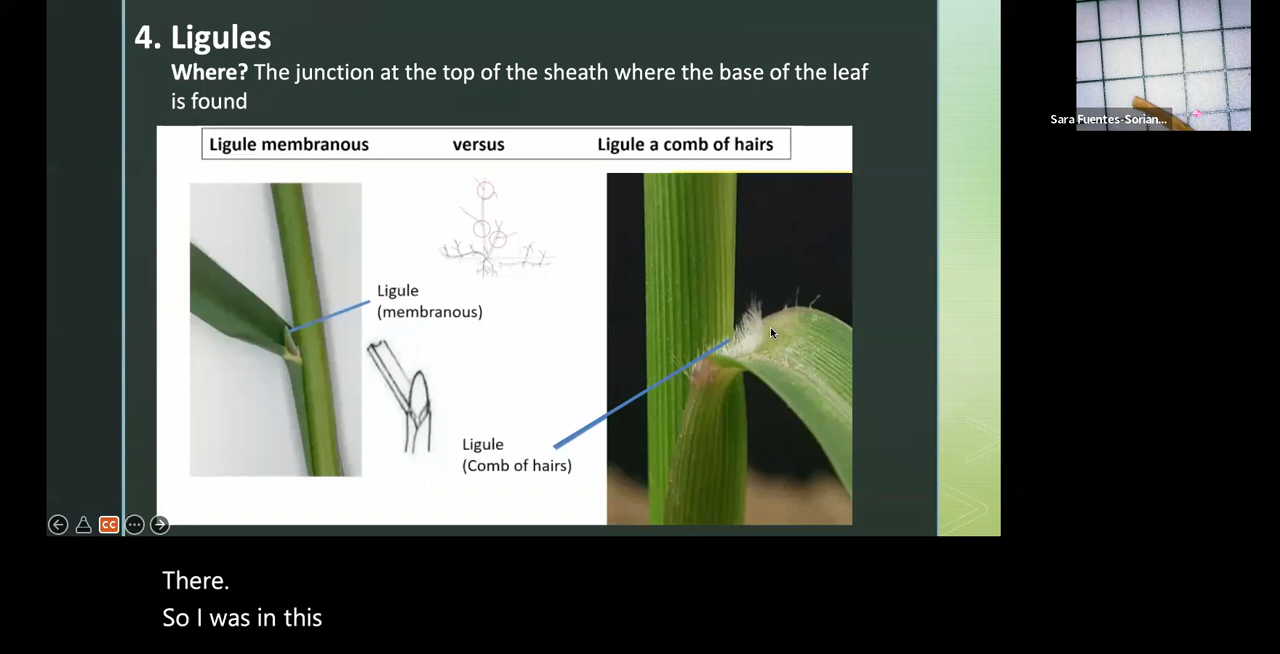 4. Ligules
Where? The junction at the top of the sheath where the base of the leaf
is found
Ligule membranous versus Ligule a comb of hairs
Ligule
(membranous)
Ligule
(Comb of hairs)
CC
Sara Fuentes-Sorian...
There.
So I was in this